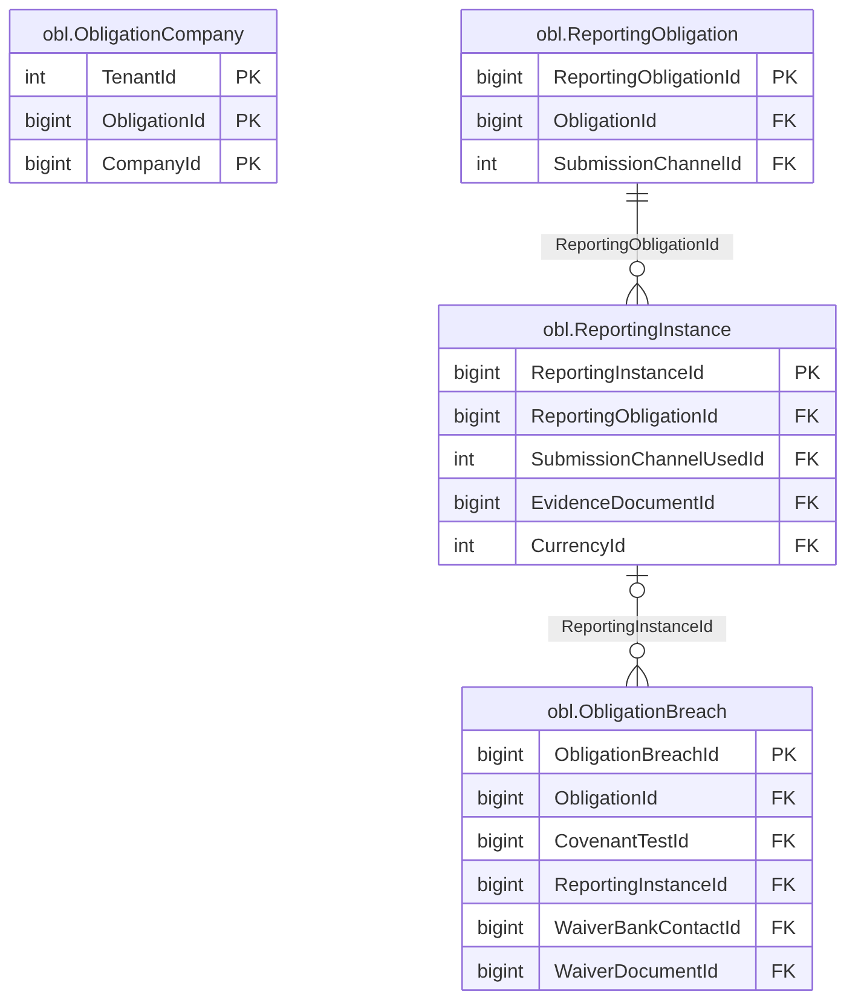 obl.ObligationCompany
int TenantId PK
bigint ObligationId PK
bigint CompanyId PK
obl.ReportingObligation
bigint ReportingObligationId PK
bigint ObligationId FK
int SubmissionChannelId FK
ReportingObligationId
obl.ReportingInstance
bigint ReportingInstanceId PK
bigint ReportingObligationId FK
int SubmissionChannelUsedId FK
bigint EvidenceDocumentId FK
int CurrencyId FK
ReportingInstanceId
obl.ObligationBreach
bigint ObligationBreachId PK
bigint ObligationId FK
bigint CovenantTestId FK
bigint ReportingInstanceId FK
bigint WaiverBankContactId FK
bigint WaiverDocumentId FK